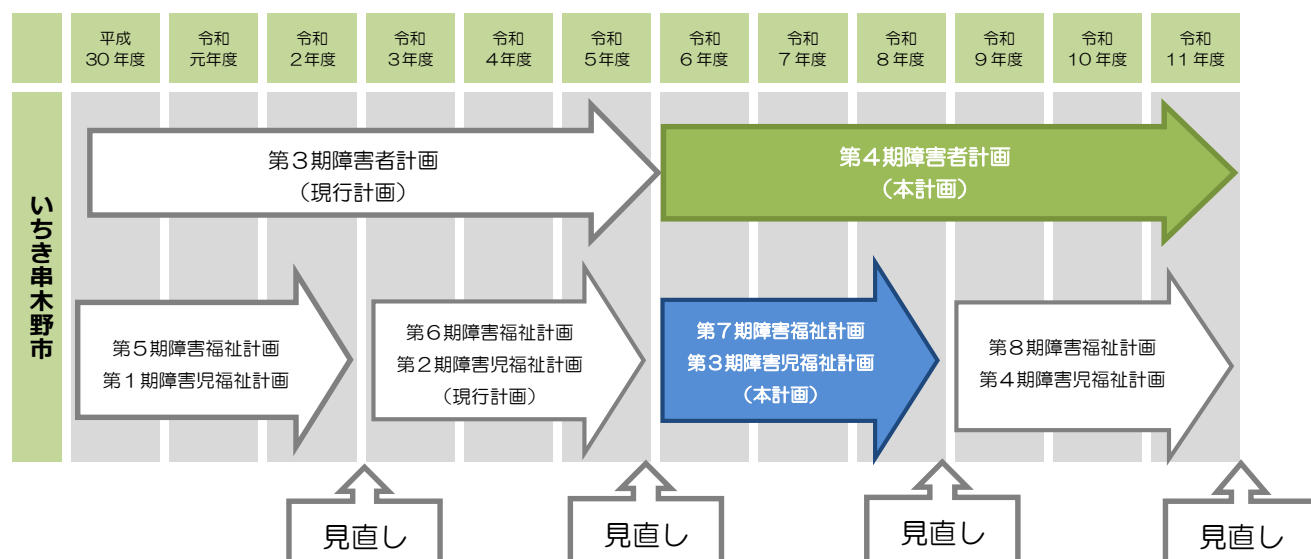 平成
30年度
令和
元年度
令和
2年度
令和
3年度
令和
4年度
令和
5年度
令和
6年度
令和
7年度
令和
8年度
令和
9年度
令和
10年度
令和
11年度
いちき串木野市
第3期障害者計画
（現行計画）
第4期障害者計画
（本計画）
第5期障害福祉計画
第1期障害児福祉計画
第6期障害福祉計画
第2期障害児福祉計画
（現行計画）
第7期障害福祉計画
第3期障害児福祉計画
（本計画）
第8期障害福祉計画
第4期障害児福祉計画
見直し
見直し
見直し
見直し